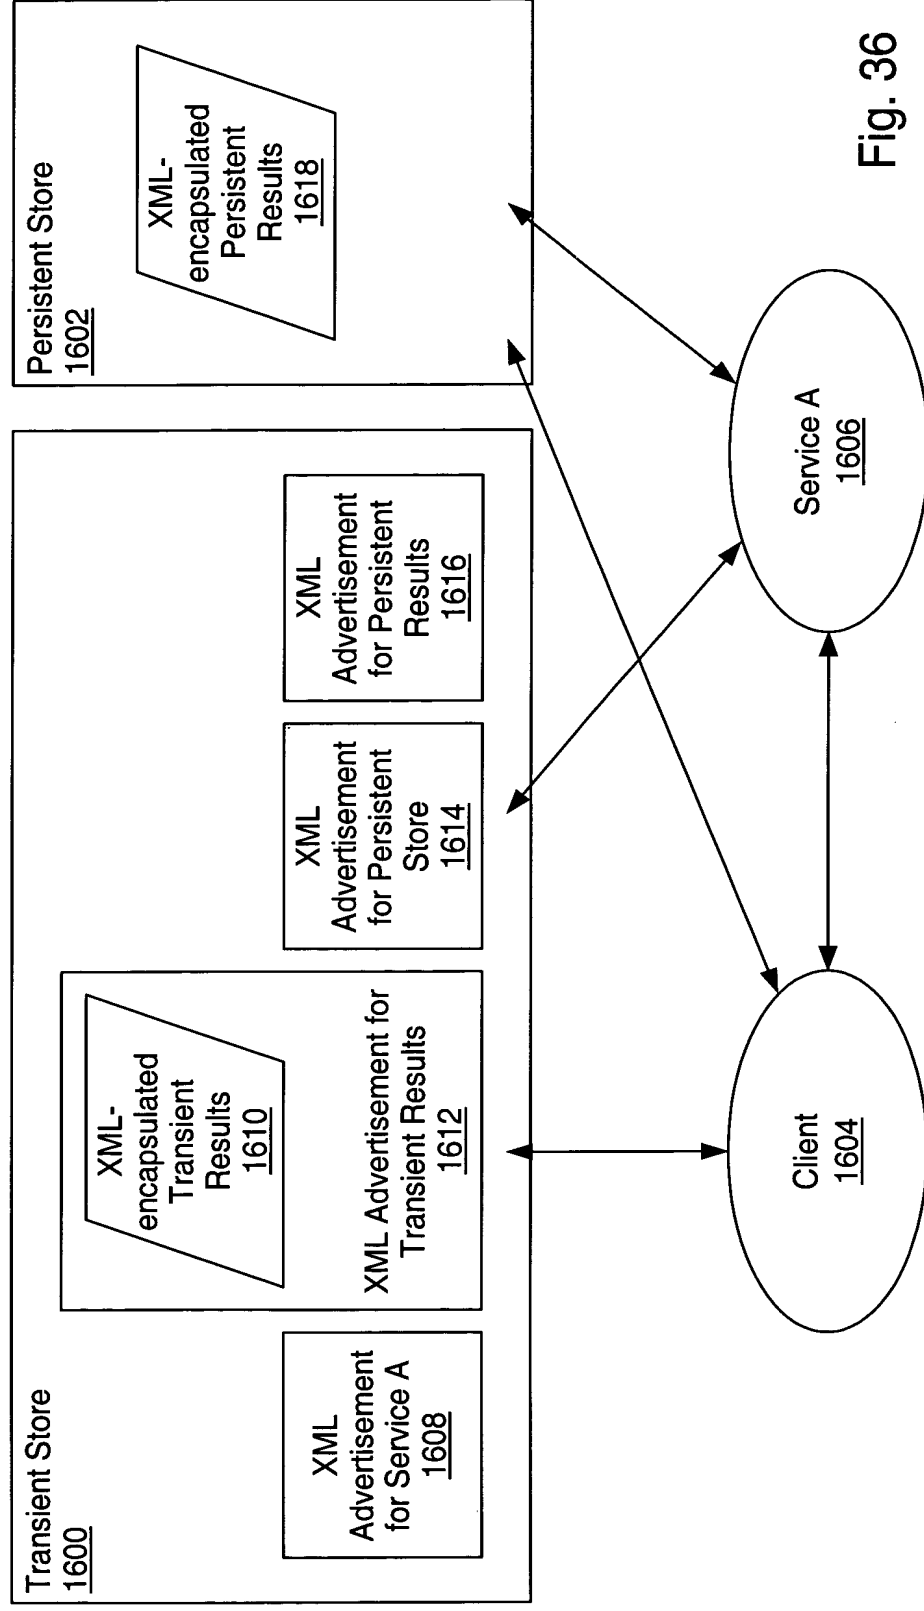 Transient Store
1600
XML
Advertisement
for Service A
1608
XML-
encapsulated
Transient
Results
1610
XML Advertisement for
Transient Results
1612
XML
Advertisement
for Persistent
Store
1614
XML
Advertisement
for Persistent
Results
1616
Persistent Store
1602
XML-
encapsulated
Persistent
Results
1618
Client
1604
Service A
1606
Fig. 36